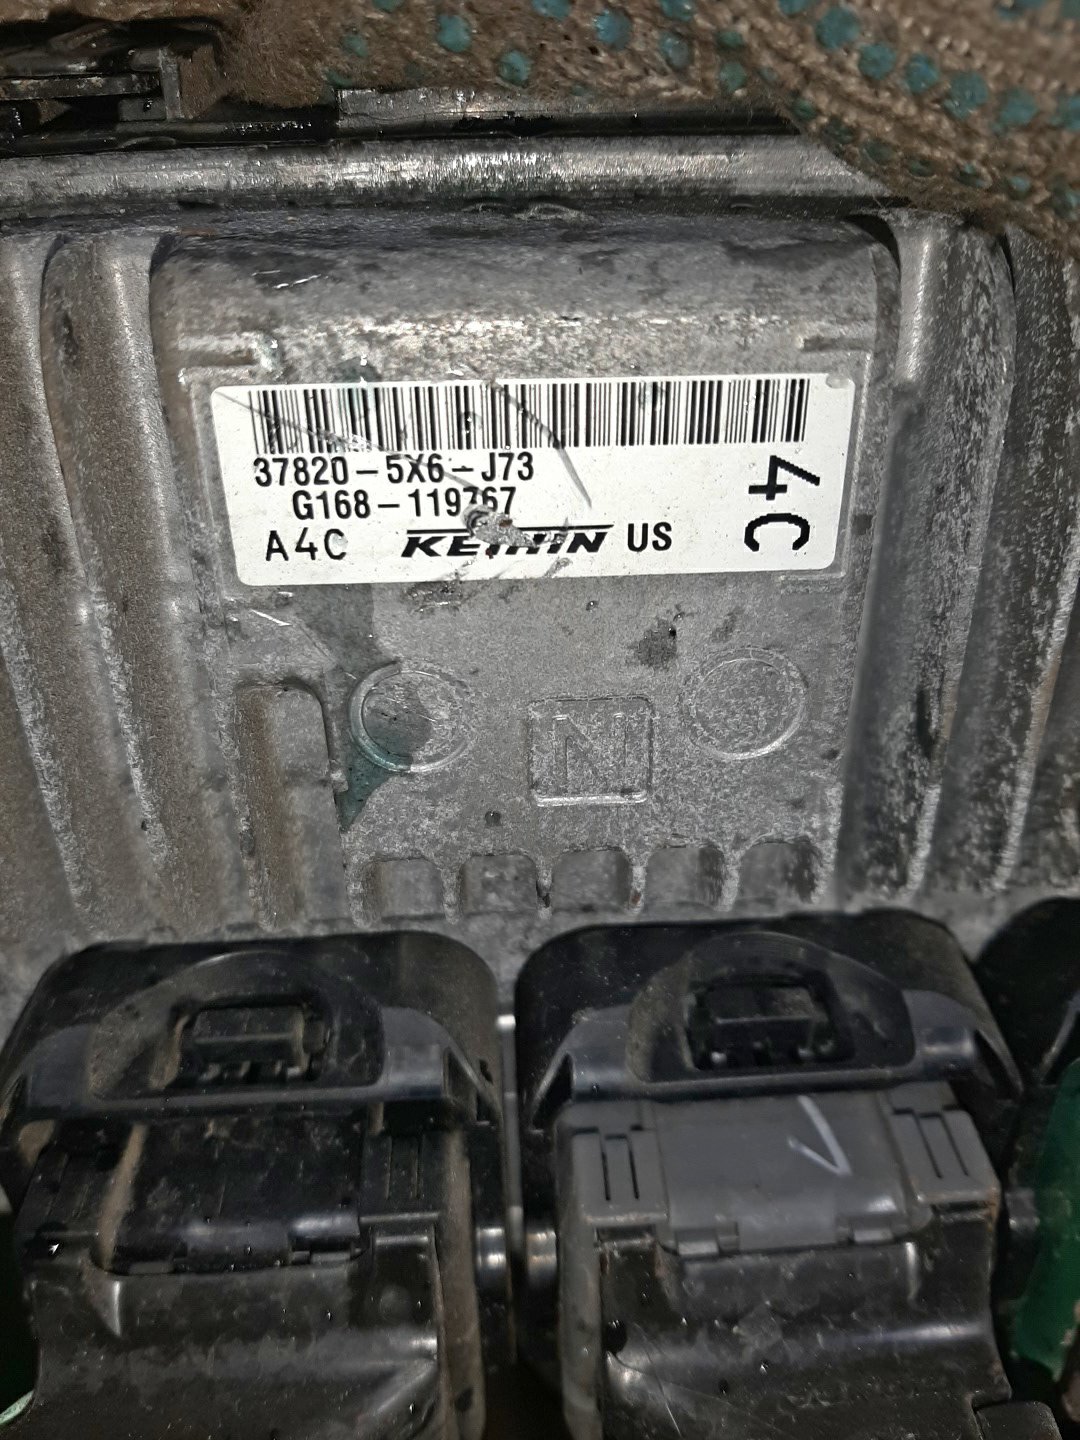 37820-5X6-J73
G168-119767
A4C KEIHIN US
4C
N